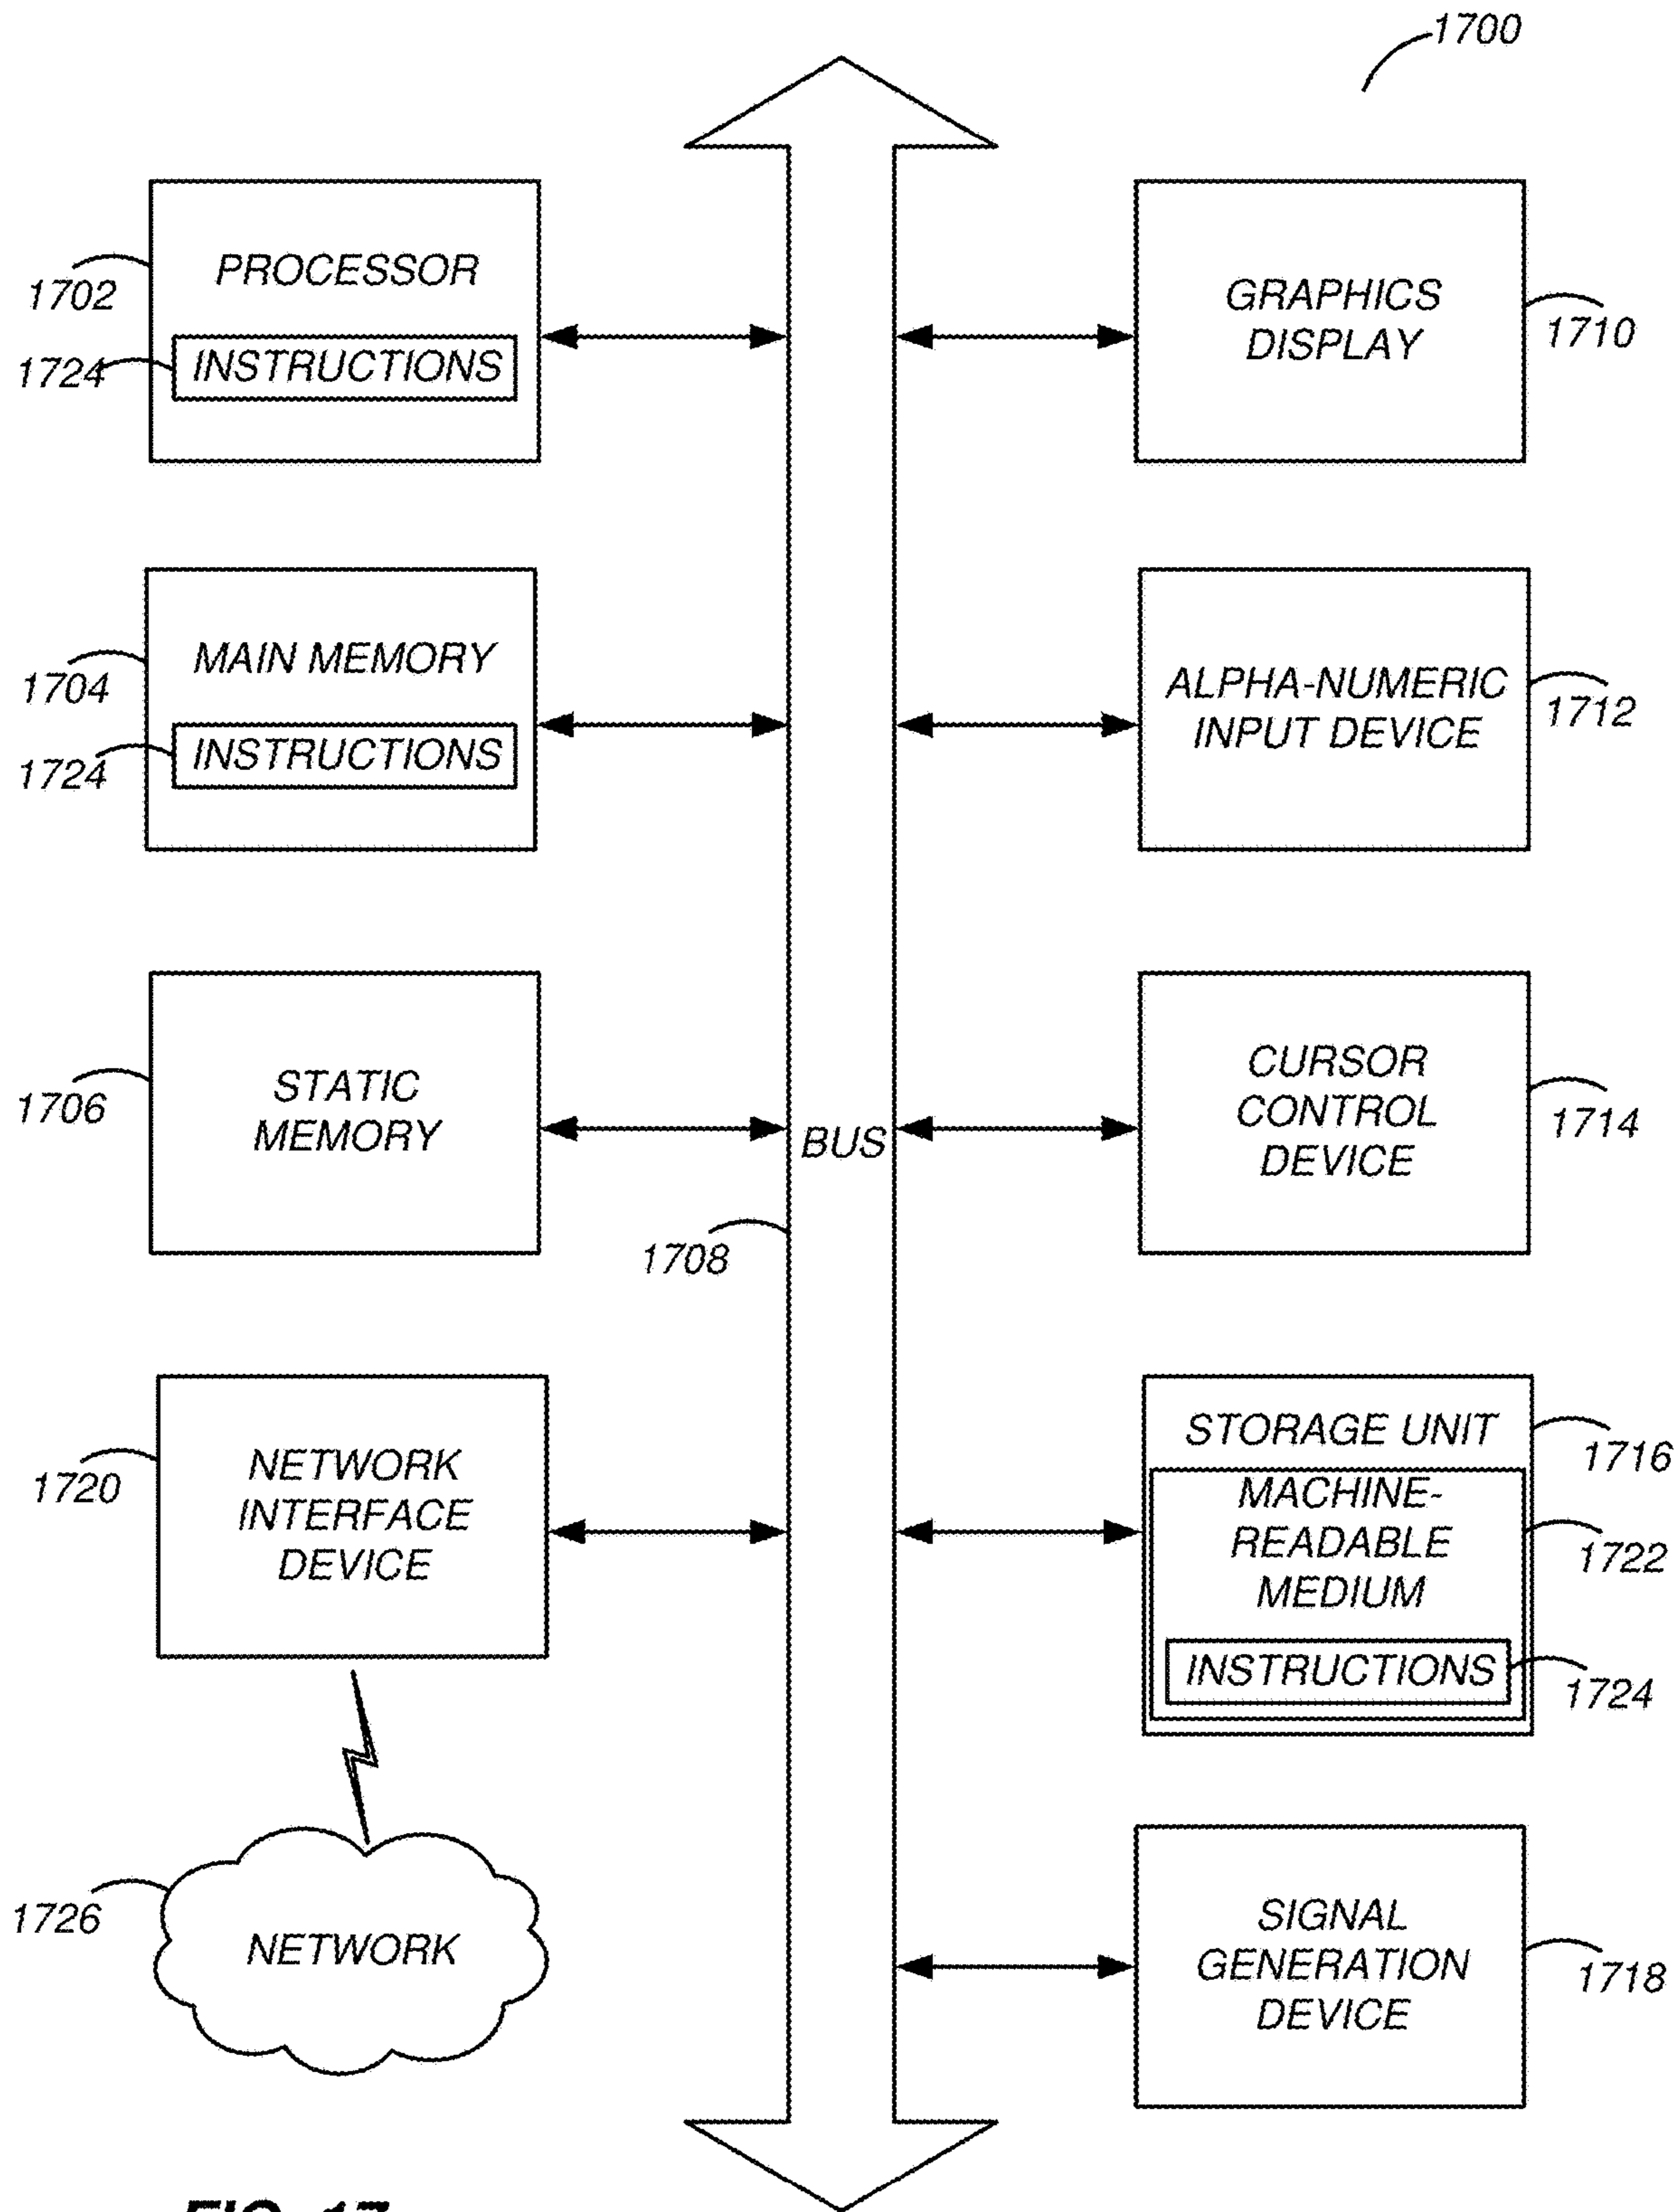 1700
PROCESSOR
1702
1724
INSTRUCTIONS
GRAPHICS
DISPLAY
1710
MAIN MEMORY
1704
1724
INSTRUCTIONS
ALPHA-NUMERIC
INPUT DEVICE
1712
STATIC
MEMORY
1706
BUS
1708
CURSOR
CONTROL
DEVICE
1714
NETWORK
INTERFACE
DEVICE
1720
STORAGE UNIT
1716
MACHINE-
READABLE
MEDIUM
1722
INSTRUCTIONS
1724
NETWORK
1726
SIGNAL
GENERATION
DEVICE
1718
FIG. 17